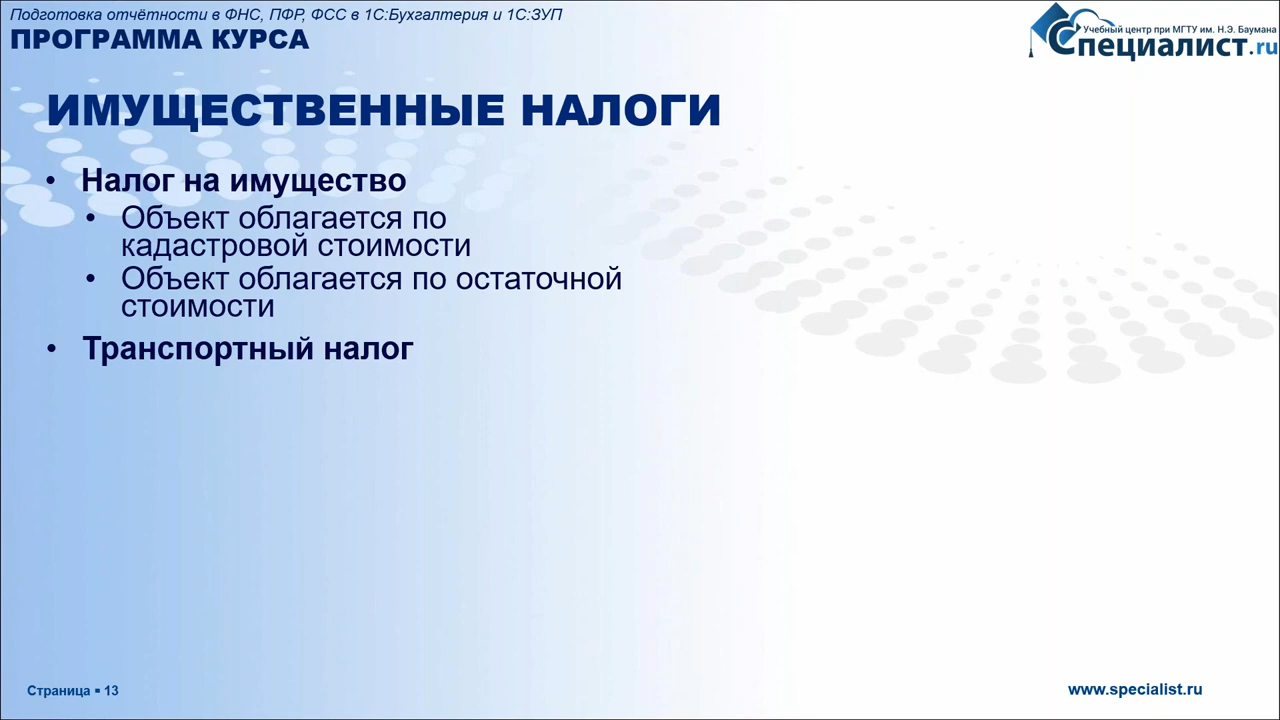 Подготовка отчётности в ФНС, ПФР, ФСС в 1С:Бухгалтерия и 1С:ЗУП
ПРОГРАММА КУРСА
Учебный центр при МГТУ им. Н.Э. Баумана
Специалист.ru
ИМУЩЕСТВЕННЫЕ НАЛОГИ
• Налог на имущество
• Объект облагается по
кадастровой стоимости
• Объект облагается по остаточной
стоимости
• Транспортный налог
Страница ▪ 13
www.specialist.ru